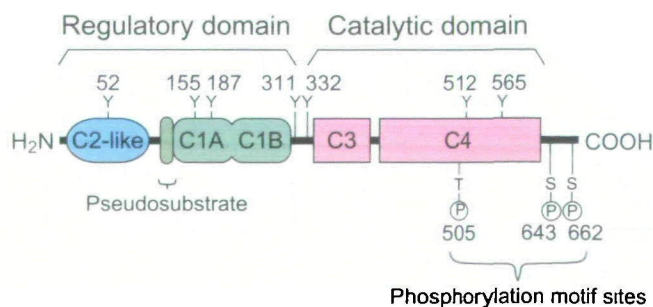 Regulatory domain Catalytic domain
52 155 187 311 332 512 565
Y Y Y Y Y Y Y
H₂N C2-like C1A C1B C3 C4 COOH
Pseudosubstrate
T S S
P P P
505 643 662
Phosphorylation motif sites